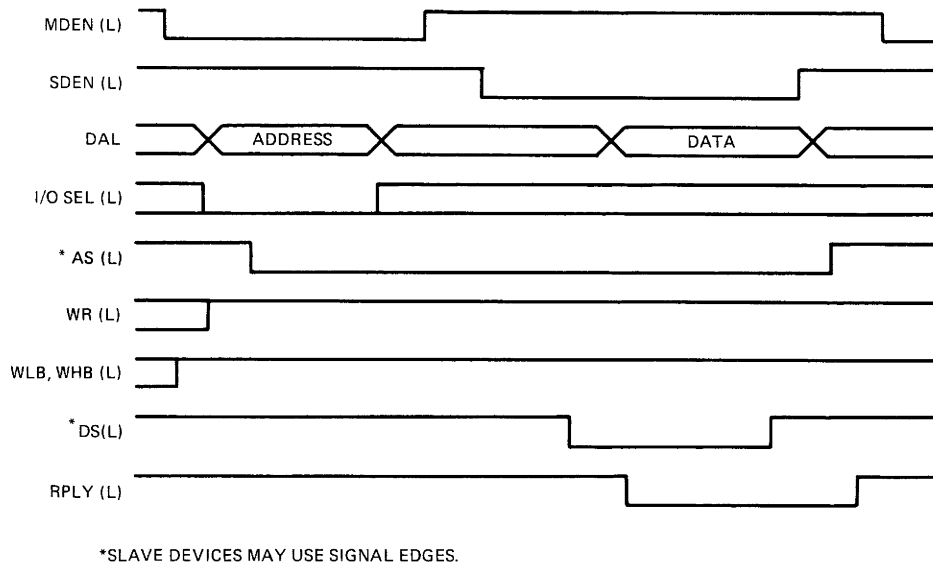 MDEN (L)
SDEN (L)
DAL ADDRESS DATA
I/O SEL (L)
* AS (L)
WR (L)
WLB, WHB (L)
*DS(L)
RPLY (L)
*SLAVE DEVICES MAY USE SIGNAL EDGES.